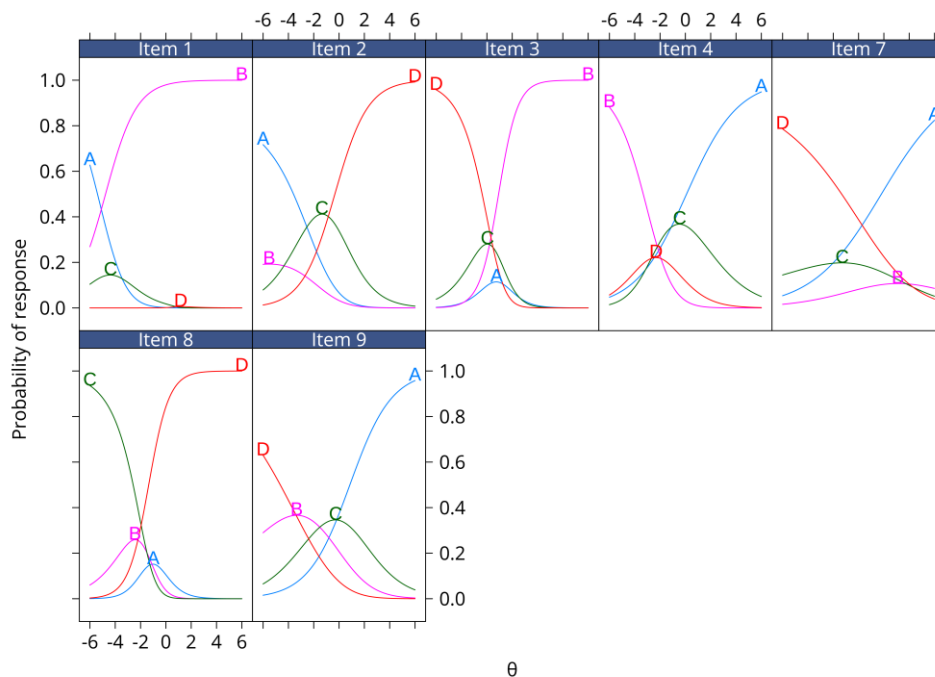 -6 -4 -2 0 2 4 6 -6 -4 -2 0 2 4 6
Item 1 Item 2 Item 3 Item 4 Item 7
1.0
0.8
0.6
0.4
0.2
0.0
A C D B
A B C D
D C A B
B D C A
D C B A
Item 8 Item 9
1.0
0.8
0.6
0.4
0.2
0.0
C B A D
D B C A
-6 -4 -2 0 2 4 6
Probability of response
θ